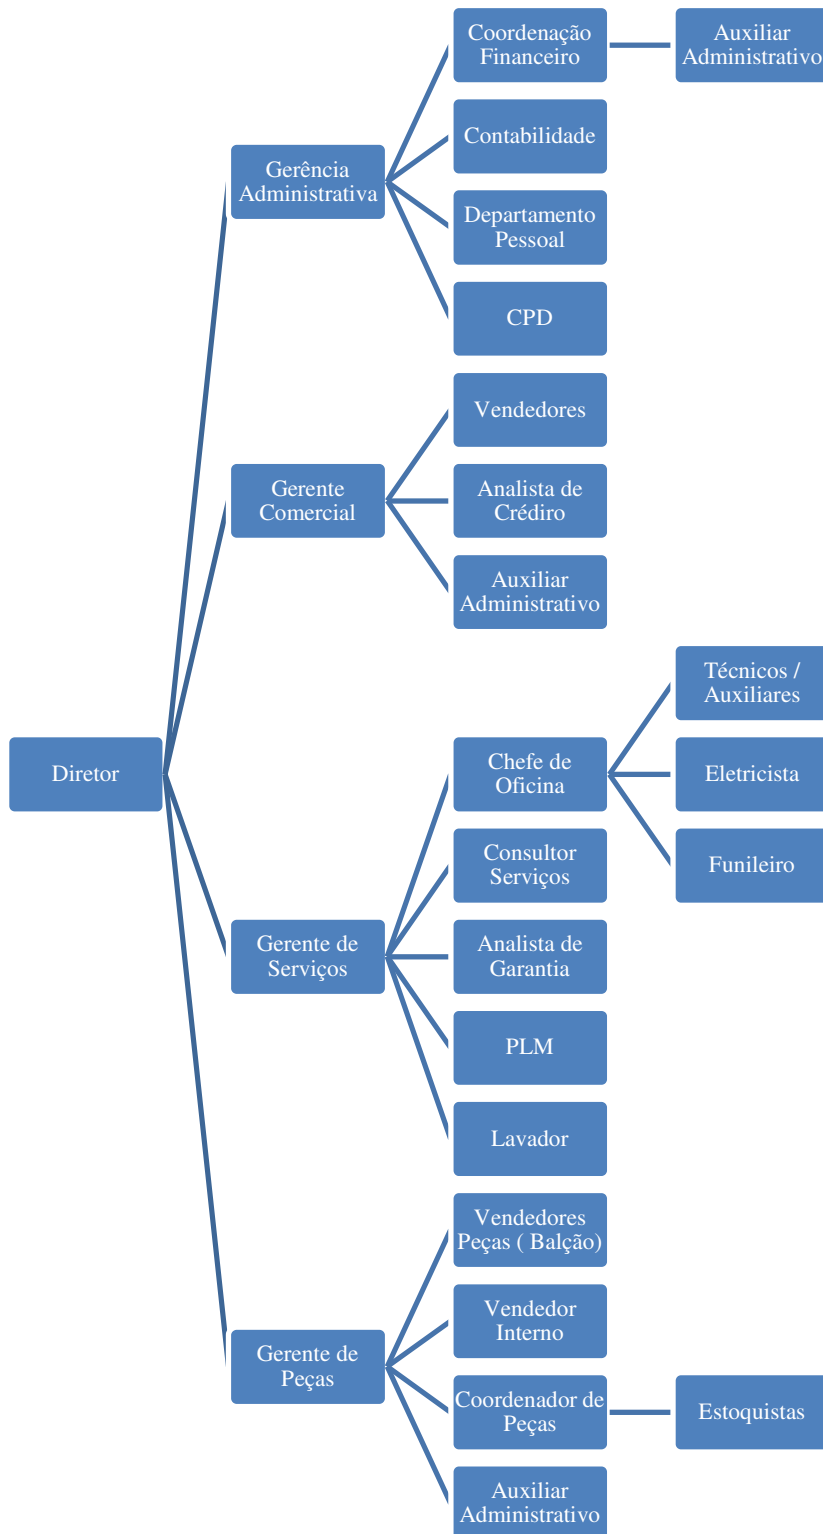 Coordenação
Financeiro
Auxiliar
Administrativo
Contabilidade
Gerência
Administrativa
Departamento
Pessoal
CPD
Vendedores
Gerente
Comercial
Analista de
Crédiro
Auxiliar
Administrativo
Técnicos /
Auxiliares
Diretor
Chefe de
Oficina
Eletricista
Consultor
Serviços
Funileiro
Gerente de
Serviços
Analista de
Garantia
PLM
Lavador
Vendedores
Peças ( Balção)
Vendedor
Interno
Gerente de
Peças
Coordenador de
Peças
Estoquistas
Auxiliar
Administrativo